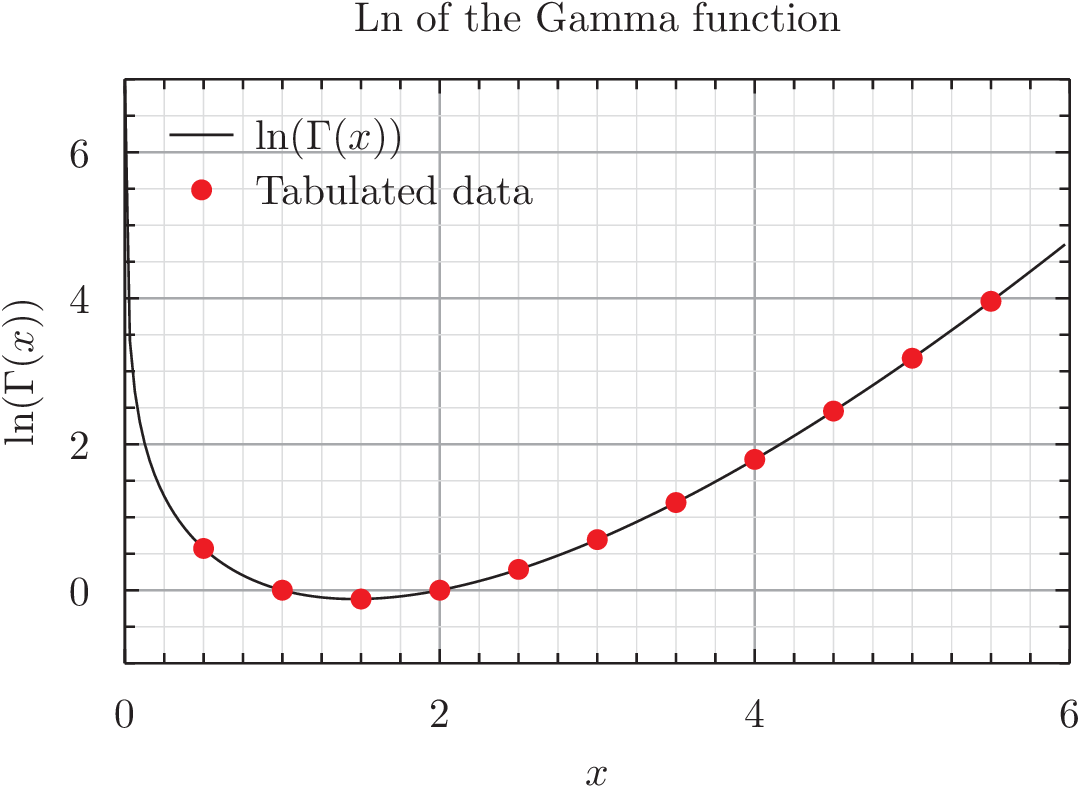 Ln of the Gamma function
ln(Γ(x))
Tabulated data
6
4
2
0
ln(Γ(x))
0 2 4 6
x